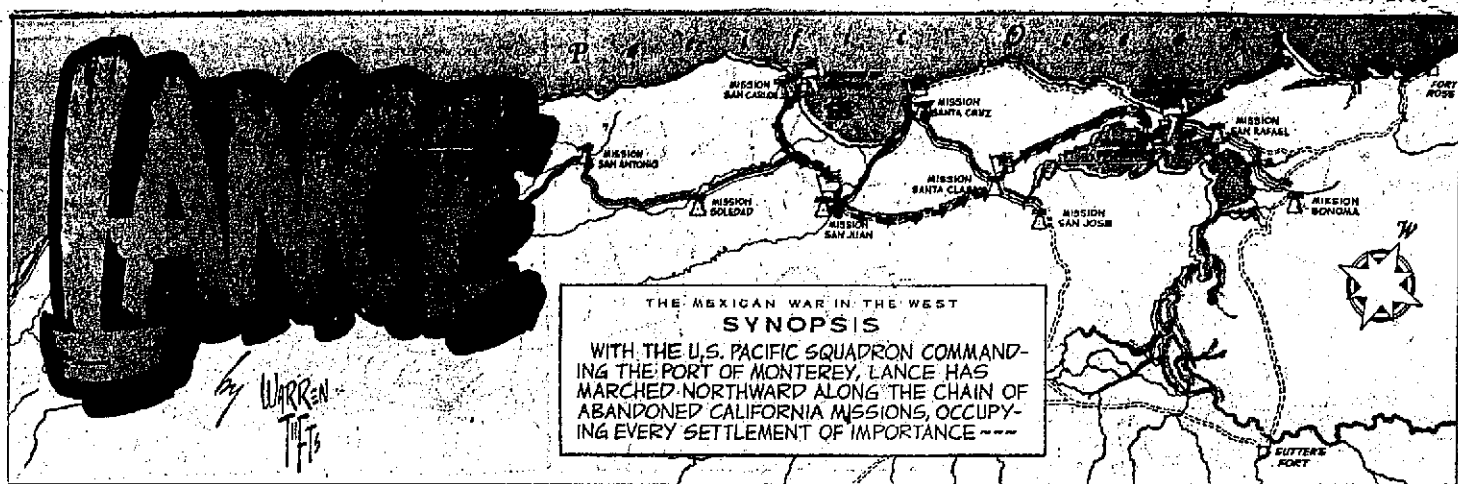 LANCE
by WARREN
TUFTS
Pacific Ocean
MISSION
SAN CARLOS
MISSION
SANTA CRUZ
MISSION
SAN RAFAEL
FORT
ROSS
MISSION
SAN ANTONIO
MISSION
SOLEDAD
MISSION
SAN JUAN
MISSION
SANTA CLARA
MISSION
SAN JOSE
MISSION
SONOMA
W
THE MEXICAN WAR IN THE WEST
SYNOPSIS
WITH THE U.S. PACIFIC SQUADRON COMMAND-
ING THE PORT OF MONTEREY, LANCE HAS
MARCHED NORTHWARD ALONG THE CHAIN OF
ABANDONED CALIFORNIA MISSIONS, OCCUPY-
ING EVERY SETTLEMENT OF IMPORTANCE ~~~
SUTTER'S
FORT